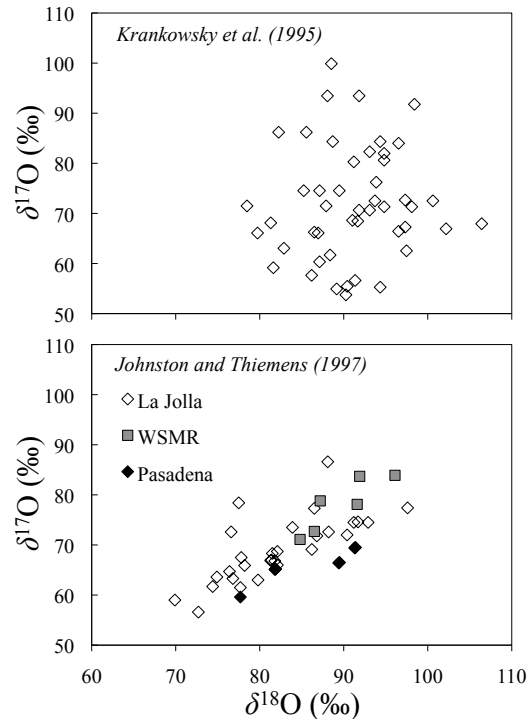 Krankowsky et al. (1995)
110
100
90
80
70
60
50
δ17O (‰)
Johnston and Thiemens (1997)
La Jolla
WSMR
Pasadena
110
100
90
80
70
60
50
δ17O (‰)
60 70 80 90 100 110
δ18O (‰)